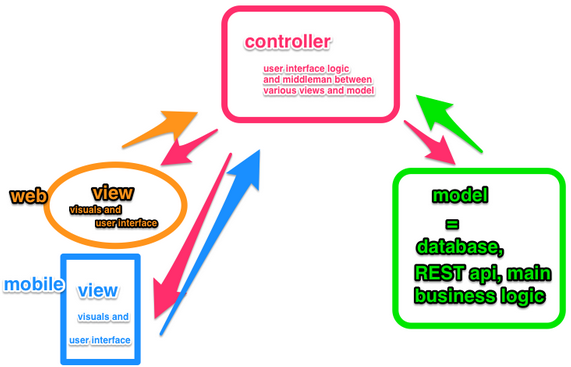 controller
user interface logic
and middleman between
various views and model
web
view
visuals and
user interface
mobile
view
visuals and
user interface
model
=
database,
REST api, main
business logic